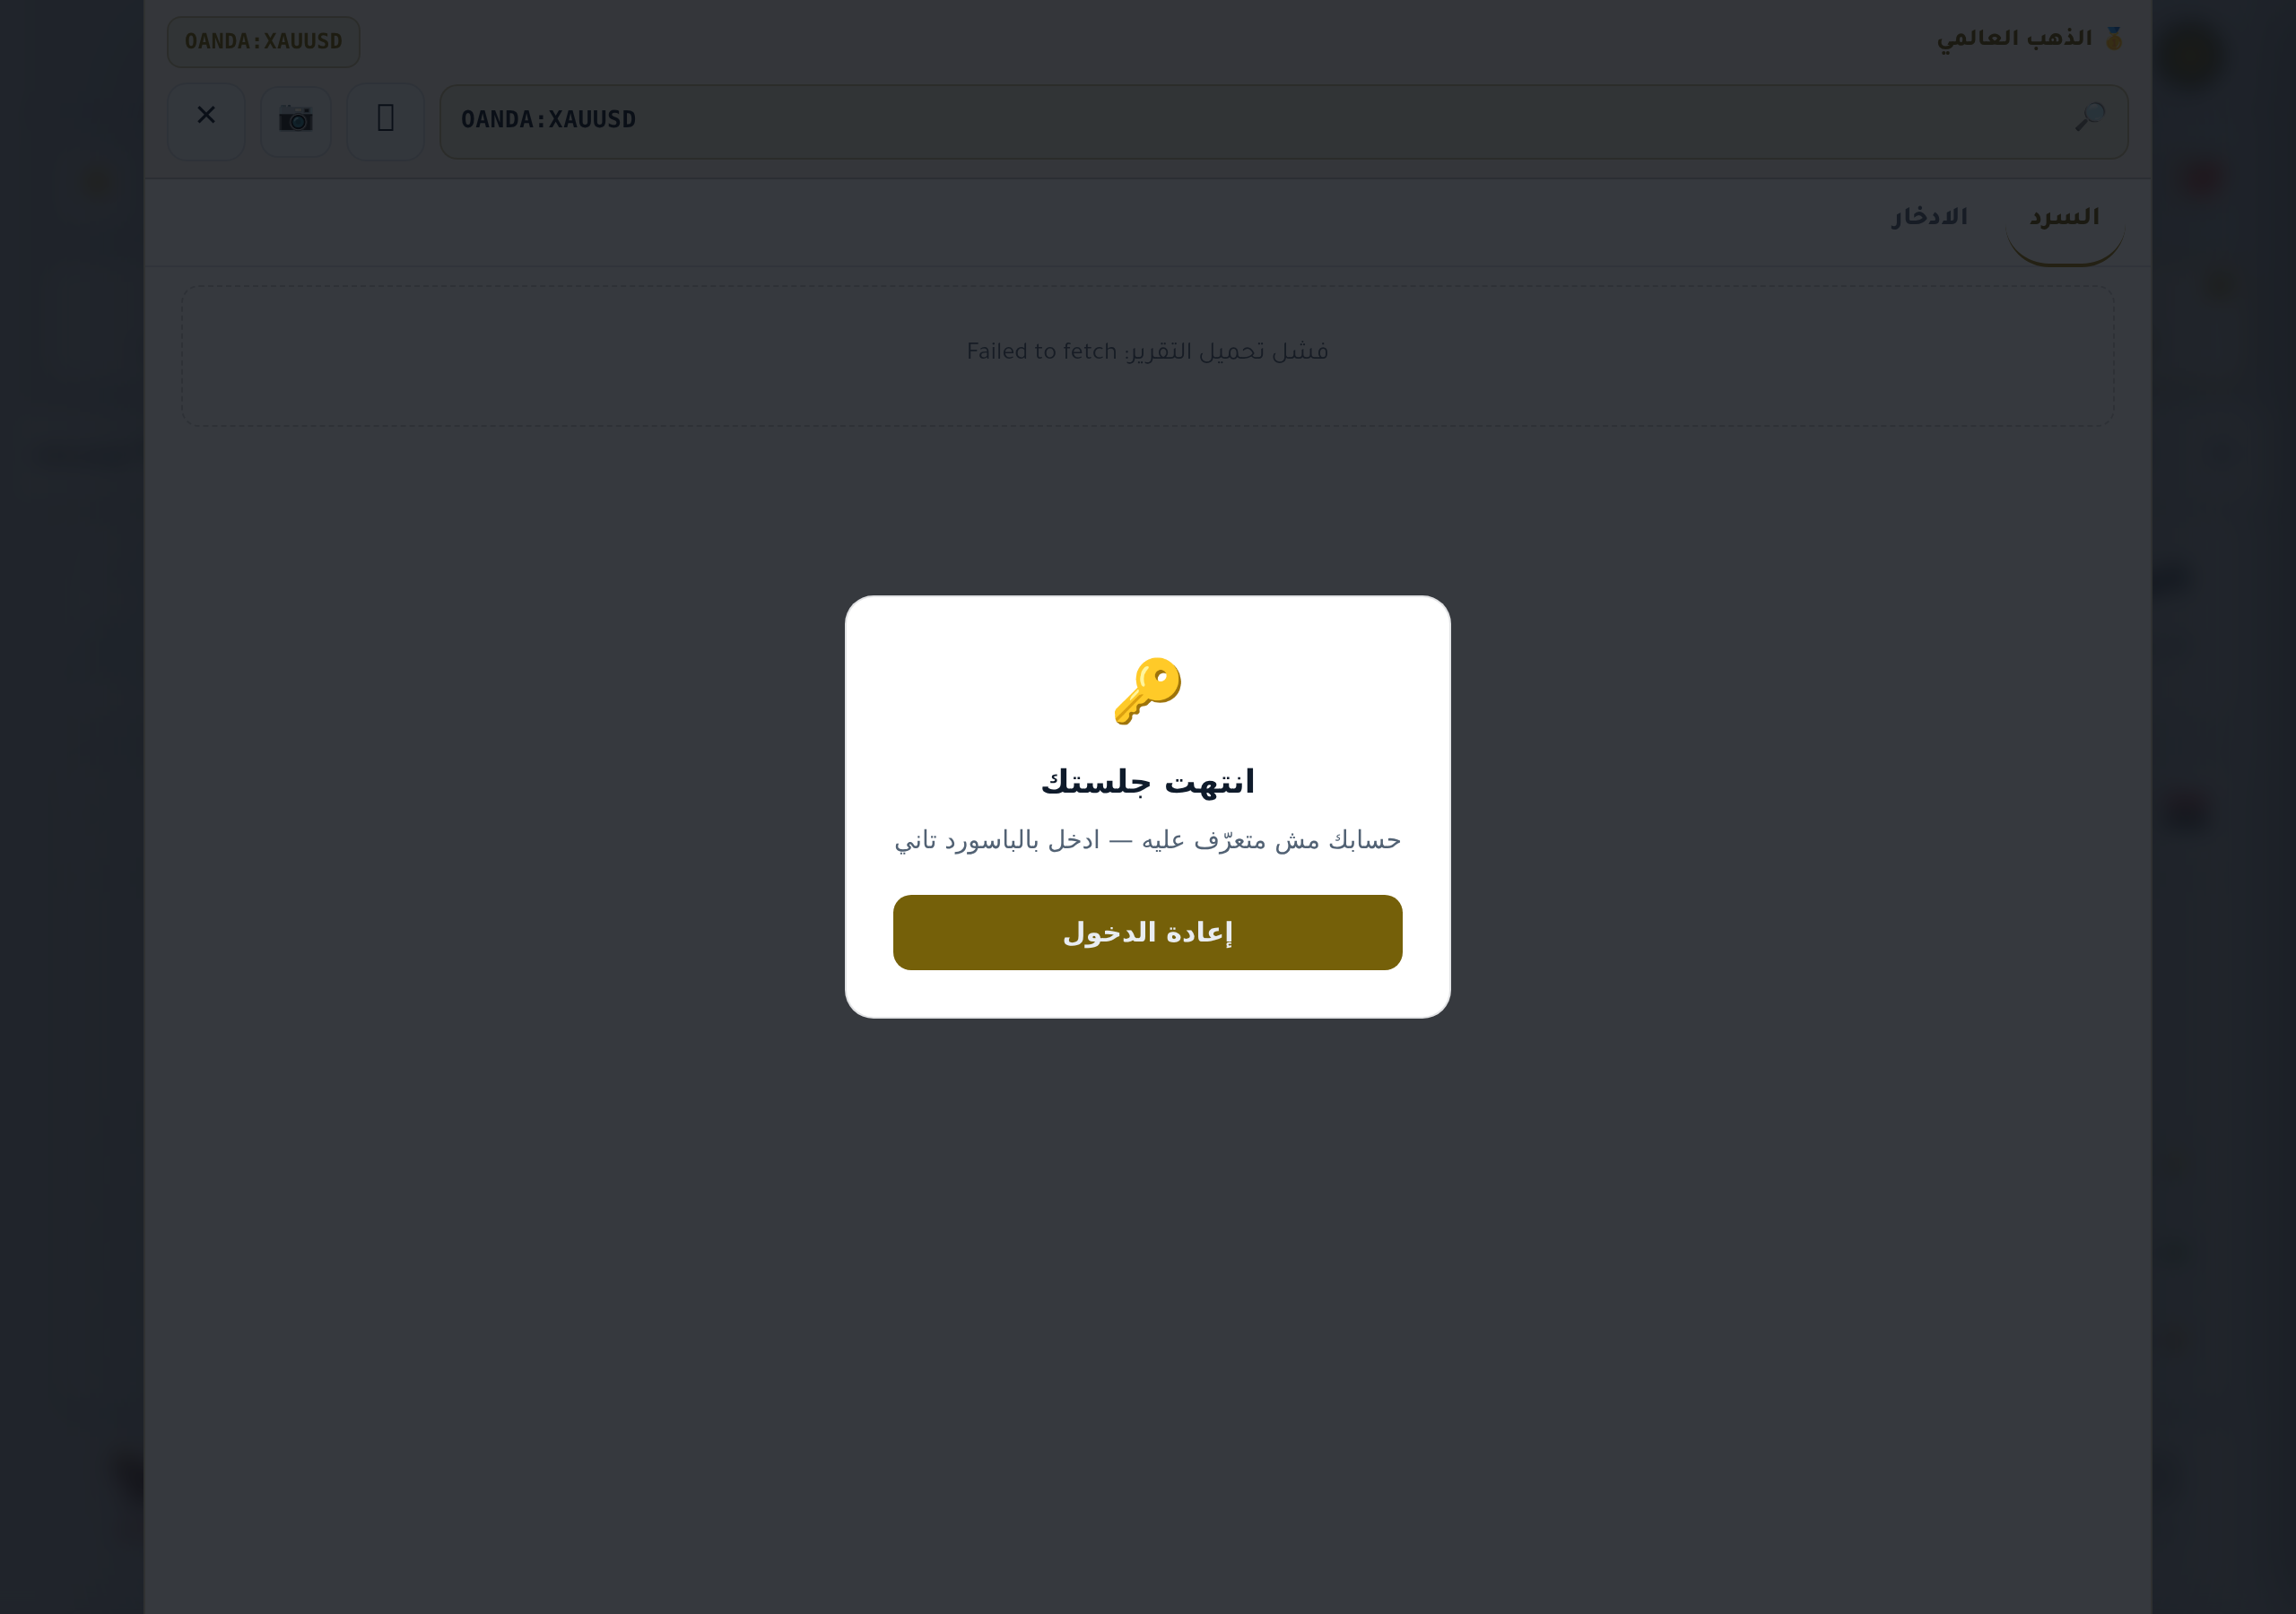 🥇 الذهب العالمي
OANDA:XAUUSD
OANDA:XAUUSD
السرد
الادخار
فشل تحميل التقرير: Failed to fetch
انتهت جلستك
حسابك مش متعرّف عليه — ادخل بالباسورد تاني
إعادة الدخول